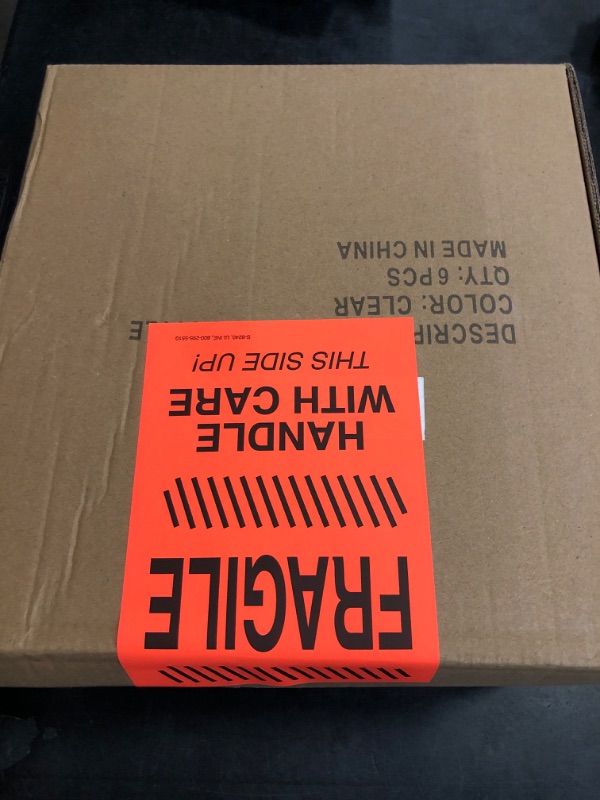 FRAGILE
HANDLE
WITH CARE
THIS SIDE UP!
COLOR: CLEAR
QTY: 6 PCS
MADE IN CHINA